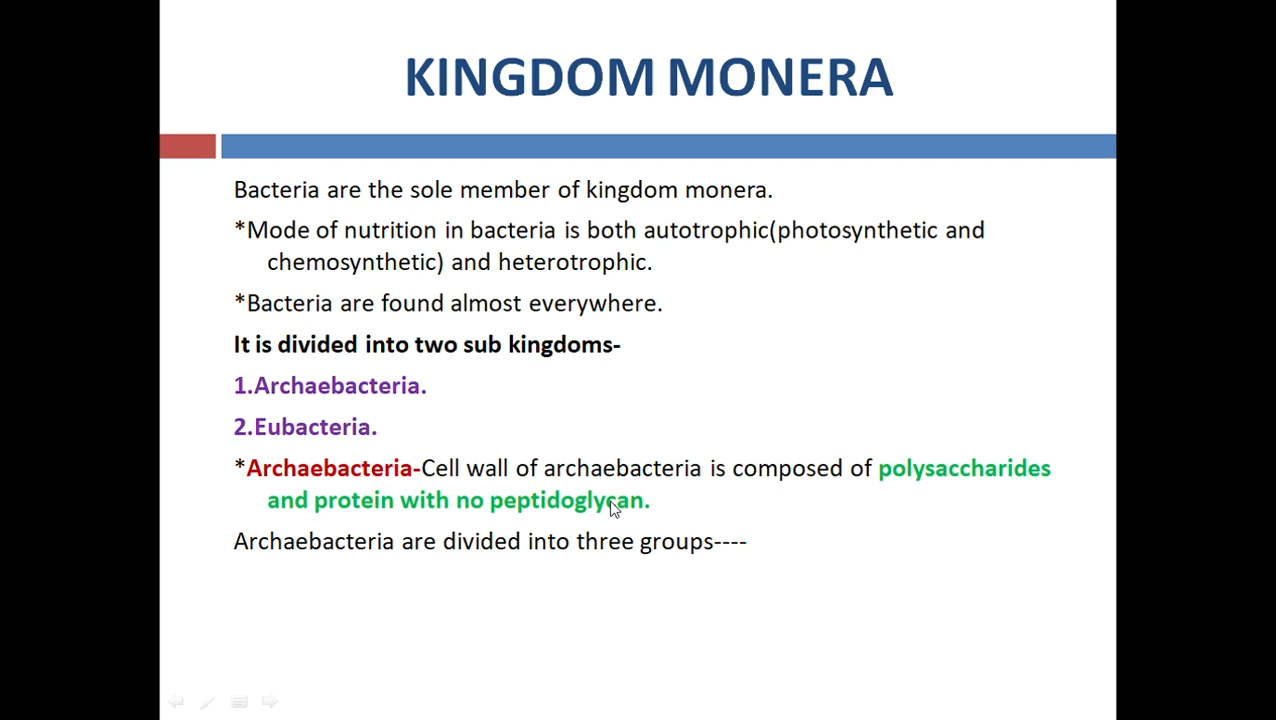 KINGDOM MONERA
Bacteria are the sole member of kingdom monera.
*Mode of nutrition in bacteria is both autotrophic(photosynthetic and
chemosynthetic) and heterotrophic.
*Bacteria are found almost everywhere.
It is divided into two sub kingdoms-
1.Archaebacteria.
2.Eubacteria.
*Archaebacteria-Cell wall of archaebacteria is composed of polysaccharides
and protein with no peptidoglycan.
Archaebacteria are divided into three groups----